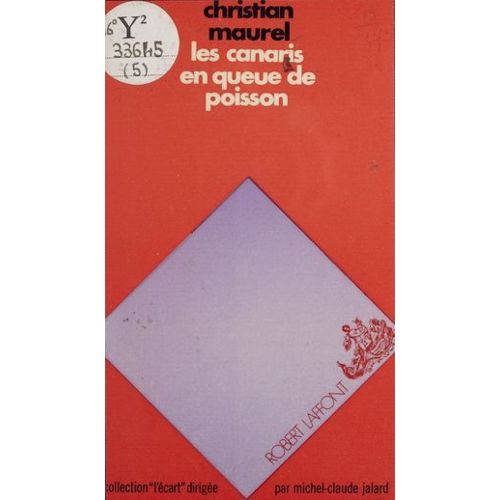 6° Y²
33645
(5)
christian
maurel
les canaris
en queue de
poisson
ROBERT LAFFONT
collection "l'écart" dirigée par michel-claude jalard